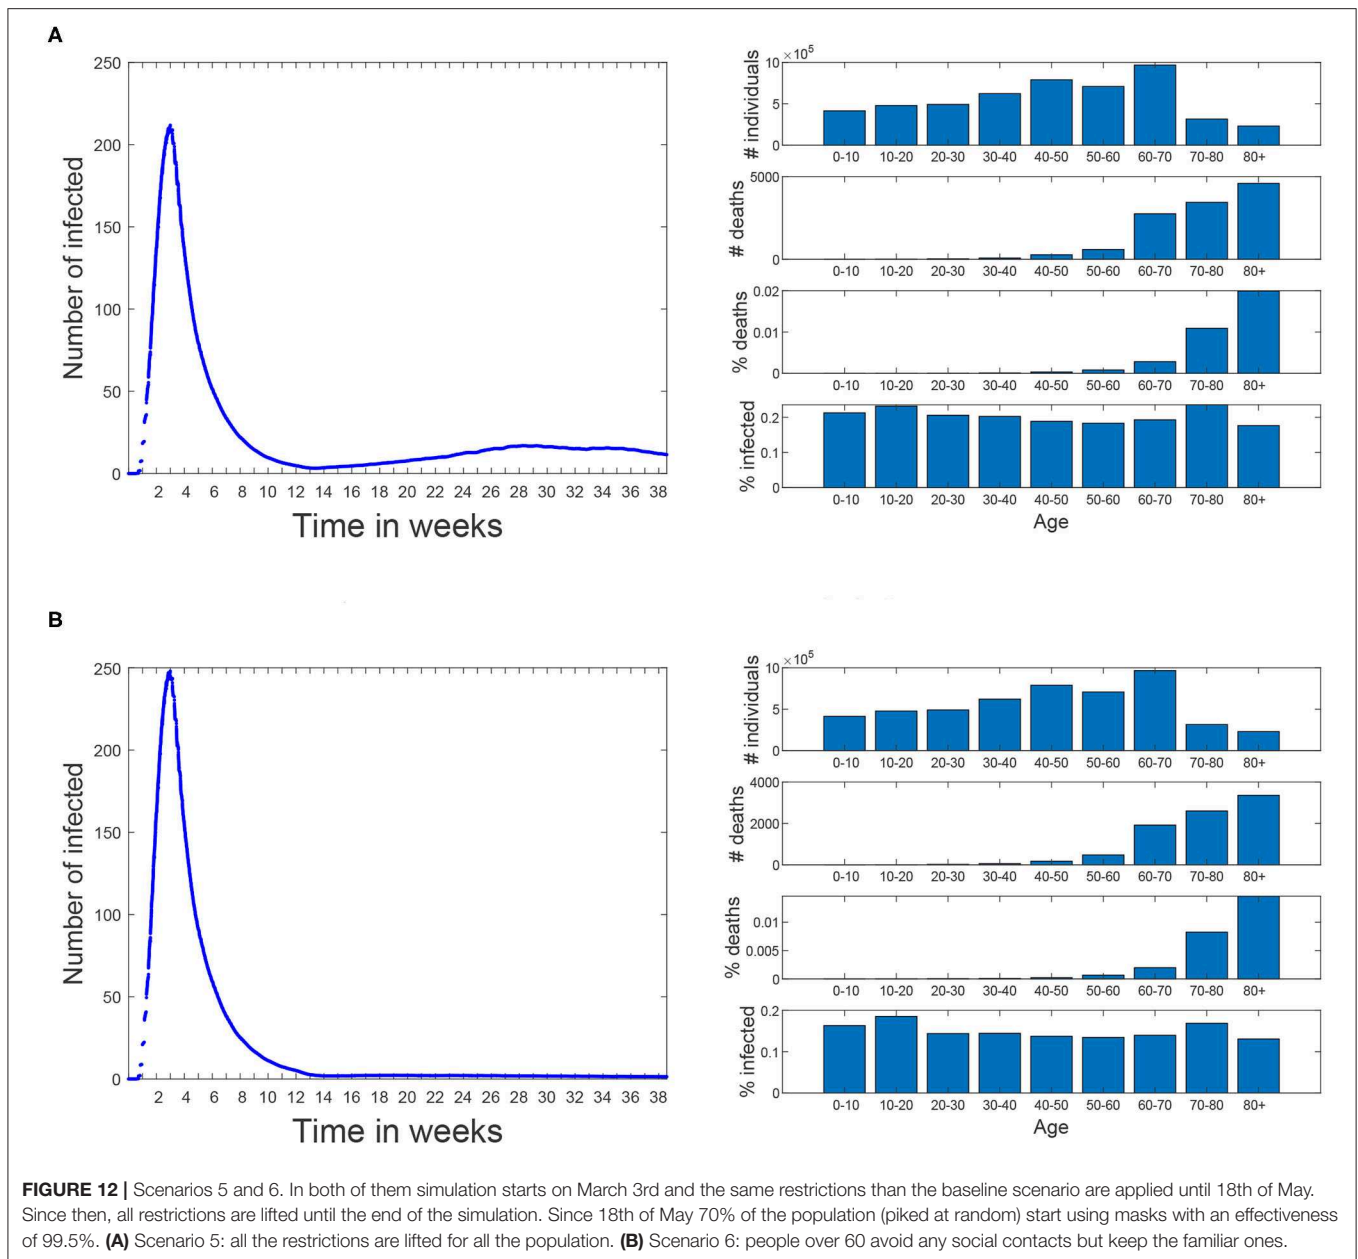 A
250
200
150
100
50
0
2 4 6 8 10 12 14 16 18 20 22 24 26 28 30 32 34 36 38
Number of infected
Time in weeks
×10⁵
10
5
0
# individuals
0-10 10-20 20-30 30-40 40-50 50-60 60-70 70-80 80+
5000
0
# deaths
0-10 10-20 20-30 30-40 40-50 50-60 60-70 70-80 80+
0.02
0.01
0
% deaths
0-10 10-20 20-30 30-40 40-50 50-60 60-70 70-80 80+
0.2
0.1
0
% infected
0-10 10-20 20-30 30-40 40-50 50-60 60-70 70-80 80+
Age
B
250
200
150
100
50
0
2 4 6 8 10 12 14 16 18 20 22 24 26 28 30 32 34 36 38
Number of infected
Time in weeks
×10⁵
10
5
0
# individuals
0-10 10-20 20-30 30-40 40-50 50-60 60-70 70-80 80+
4000
2000
0
# deaths
0-10 10-20 20-30 30-40 40-50 50-60 60-70 70-80 80+
0.01
0.005
0
% deaths
0-10 10-20 20-30 30-40 40-50 50-60 60-70 70-80 80+
0.2
0.1
0
% infected
0-10 10-20 20-30 30-40 40-50 50-60 60-70 70-80 80+
Age
FIGURE 12 | Scenarios 5 and 6. In both of them simulation starts on March 3rd and the same restrictions than the baseline scenario are applied until 18th of May.
Since then, all restrictions are lifted until the end of the simulation. Since 18th of May 70% of the population (piked at random) start using masks with an effectiveness
of 99.5%. (A) Scenario 5: all the restrictions are lifted for all the population. (B) Scenario 6: people over 60 avoid any social contacts but keep the familiar ones.